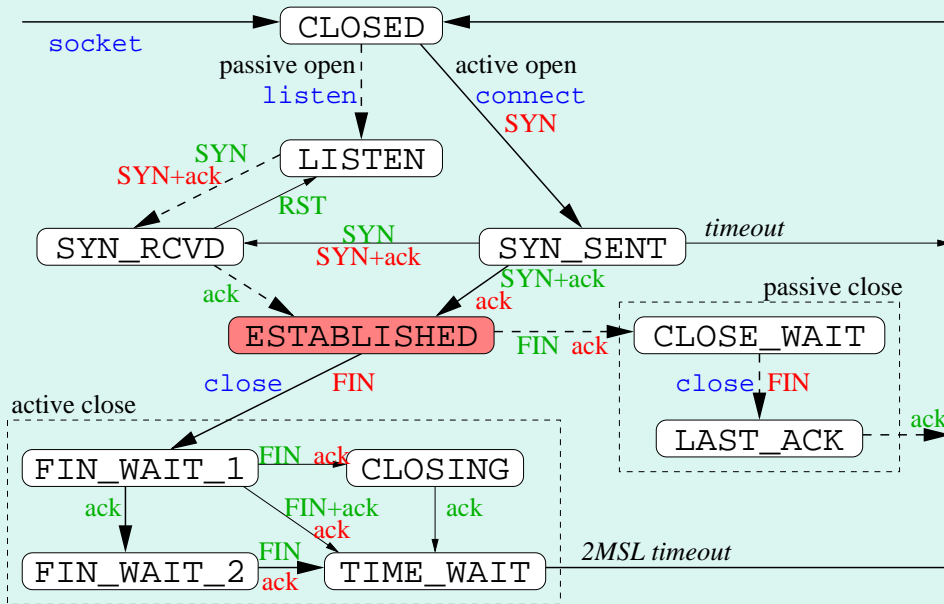 CLOSED
socket
passive open
active open
listen
connect
SYN
LISTEN
SYN
SYN+ack
RST
SYN_RCVD
SYN
SYN+ack
SYN_SENT
timeout
ack
SYN+ack
ack
passive close
ESTABLISHED
FIN ack
CLOSE_WAIT
close FIN
close FIN
active close
LAST_ACK
ack
FIN_WAIT_1
FIN ack
CLOSING
ack
FIN+ack
ack
ack
FIN_WAIT_2
FIN
ack
TIME_WAIT
2MSL timeout